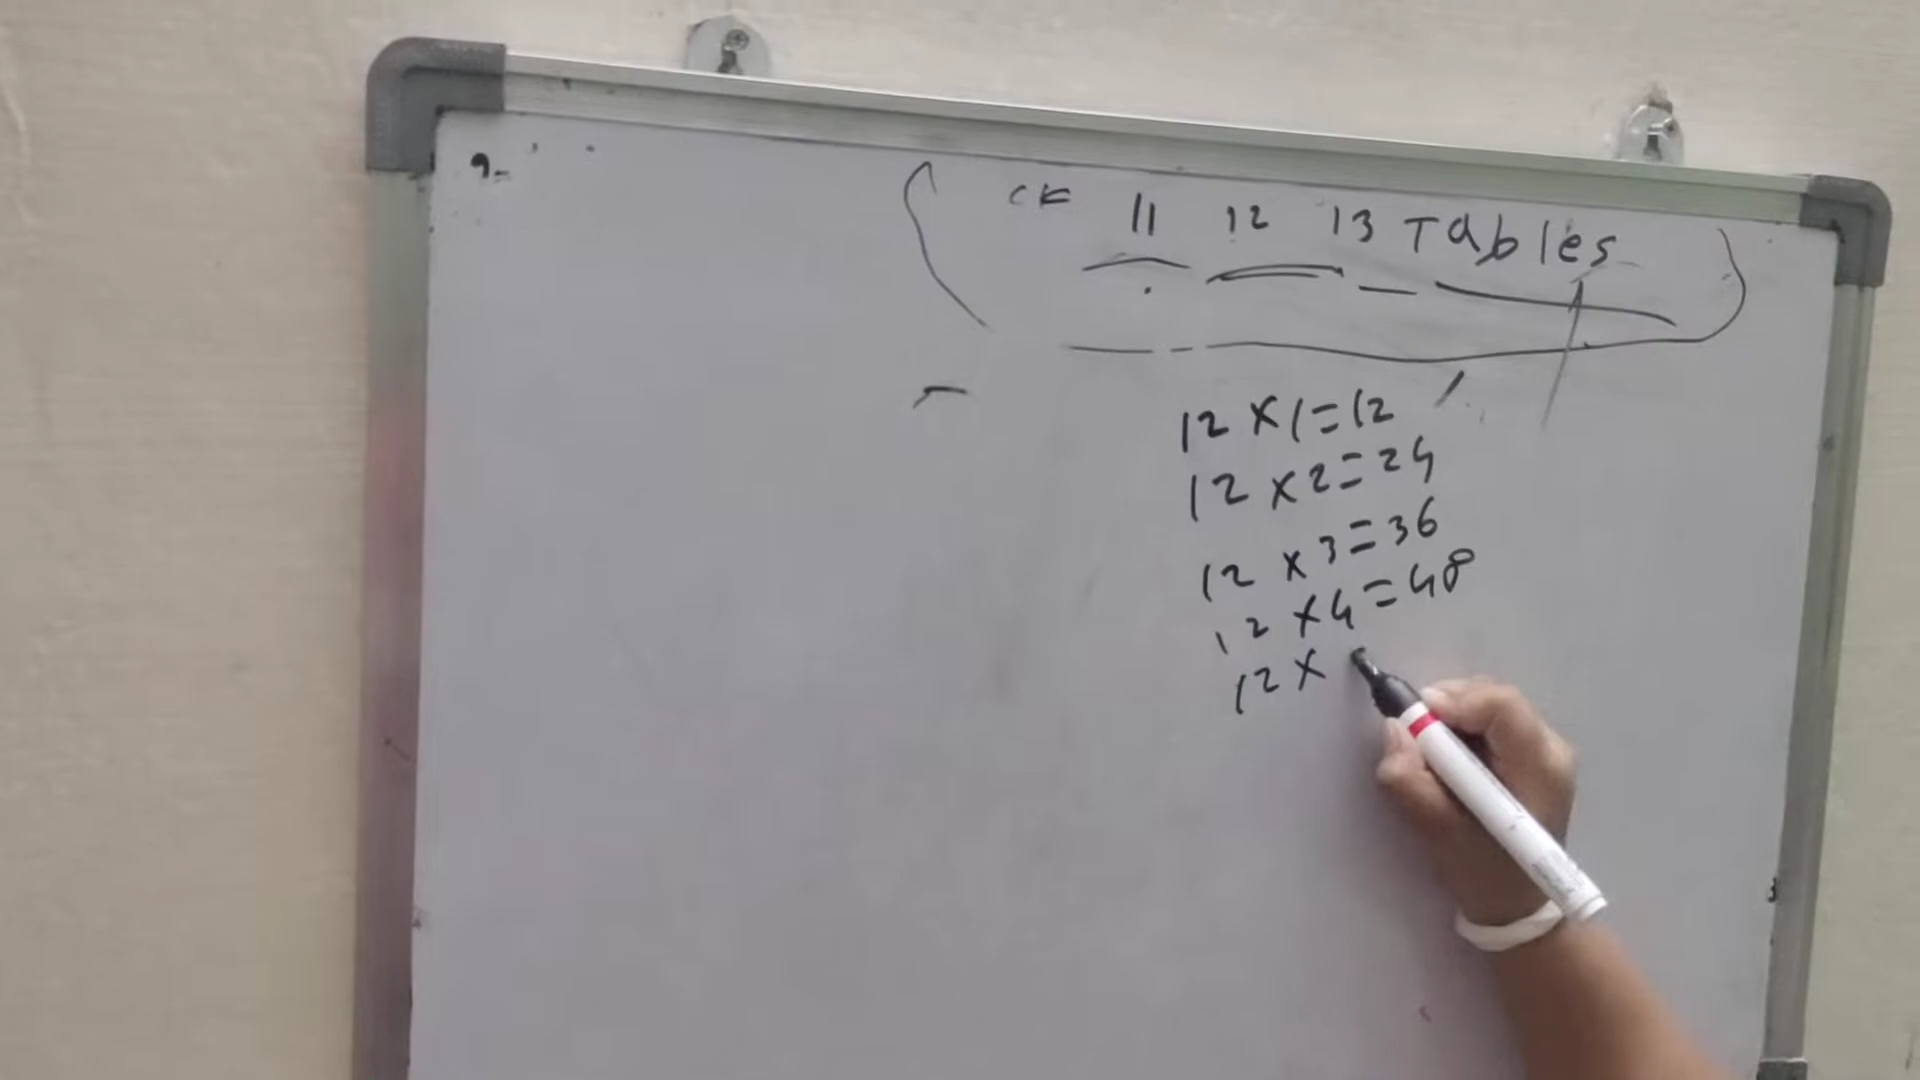 11 12 13 Tables
12 x 1 = 12
12 x 2 = 24
12 x 3 = 36
12 x 4 = 48
12 x